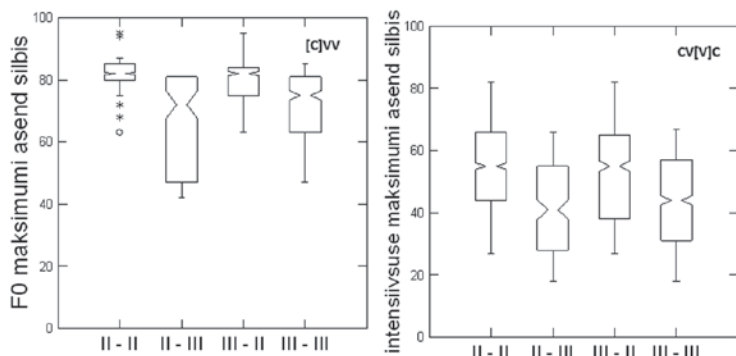 F0 maksimumi asend silbis
100
80
60
40
20
0
[C]VV
II - II
II - III
III - II
III - III
intensiivsuse maksimumi asend silbis
100
80
60
40
20
0
CV[V]C
II - II
II - III
III - II
III - III